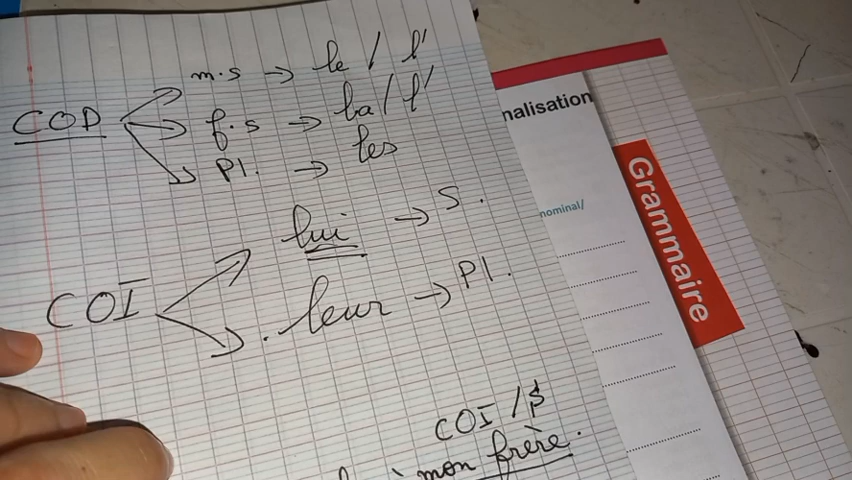 m.s → le / l'
COD f.s → la / l'
Pl. → les
lui → S.
COI
. leur → Pl.
COI / S
à mon frère.
nalisation
nominal/
Grammaire